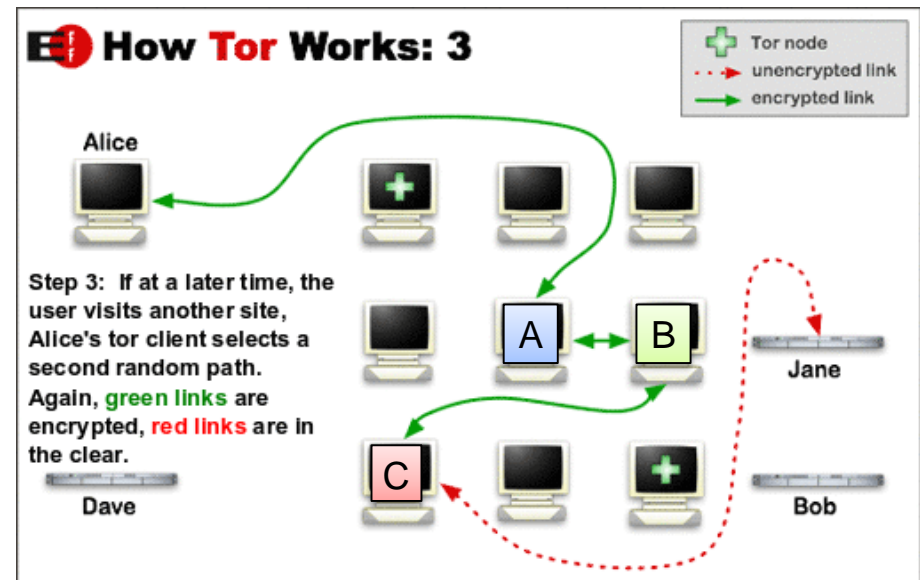 EFF How Tor Works: 3
Tor node
unencrypted link
encrypted link
Alice
Step 3: If at a later time, the
user visits another site,
Alice's tor client selects a
second random path.
Again, green links are
encrypted, red links are in
the clear.
A
B
Jane
C
Dave
Bob